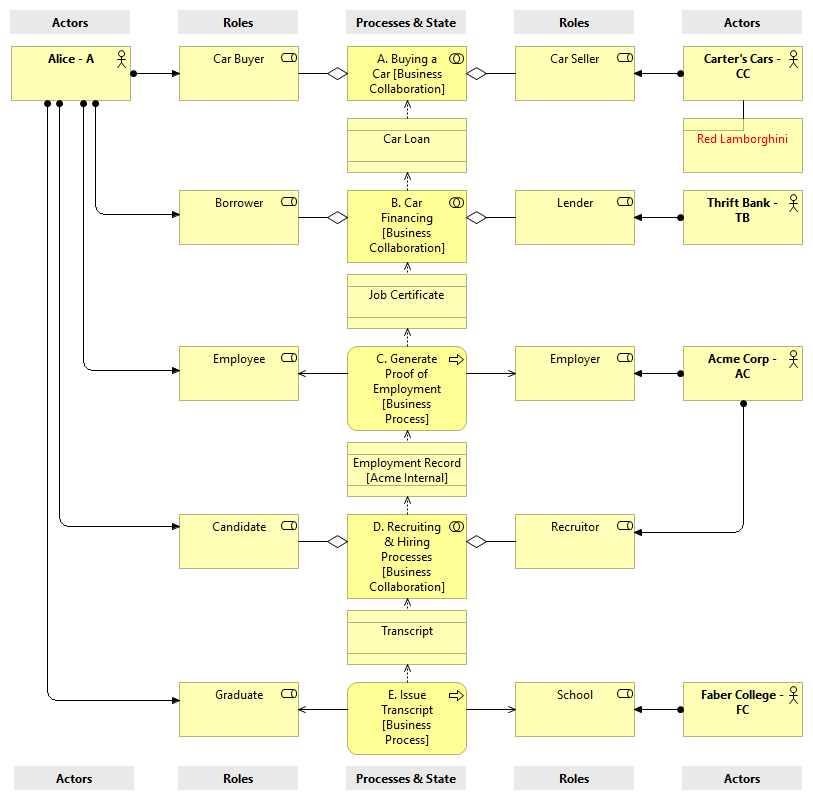 Actors
Roles
Processes & State
Roles
Actors
Alice - A
Car Buyer
A. Buying a
Car [Business
Collaboration]
Car Seller
Carter's Cars -
CC
Car Loan
Red Lamborghini
Borrower
B. Car
Financing
[Business
Collaboration]
Lender
Thrift Bank -
TB
Job Certificate
Employee
C. Generate
Proof of
Employment
[Business
Process]
Employer
Acme Corp -
AC
Employment Record
[Acme Internal]
Candidate
D. Recruiting
& Hiring
Processes
[Business
Collaboration]
Recruitor
Transcript
Graduate
E. Issue
Transcript
[Business
Process]
School
Faber College -
FC
Actors
Roles
Processes & State
Roles
Actors